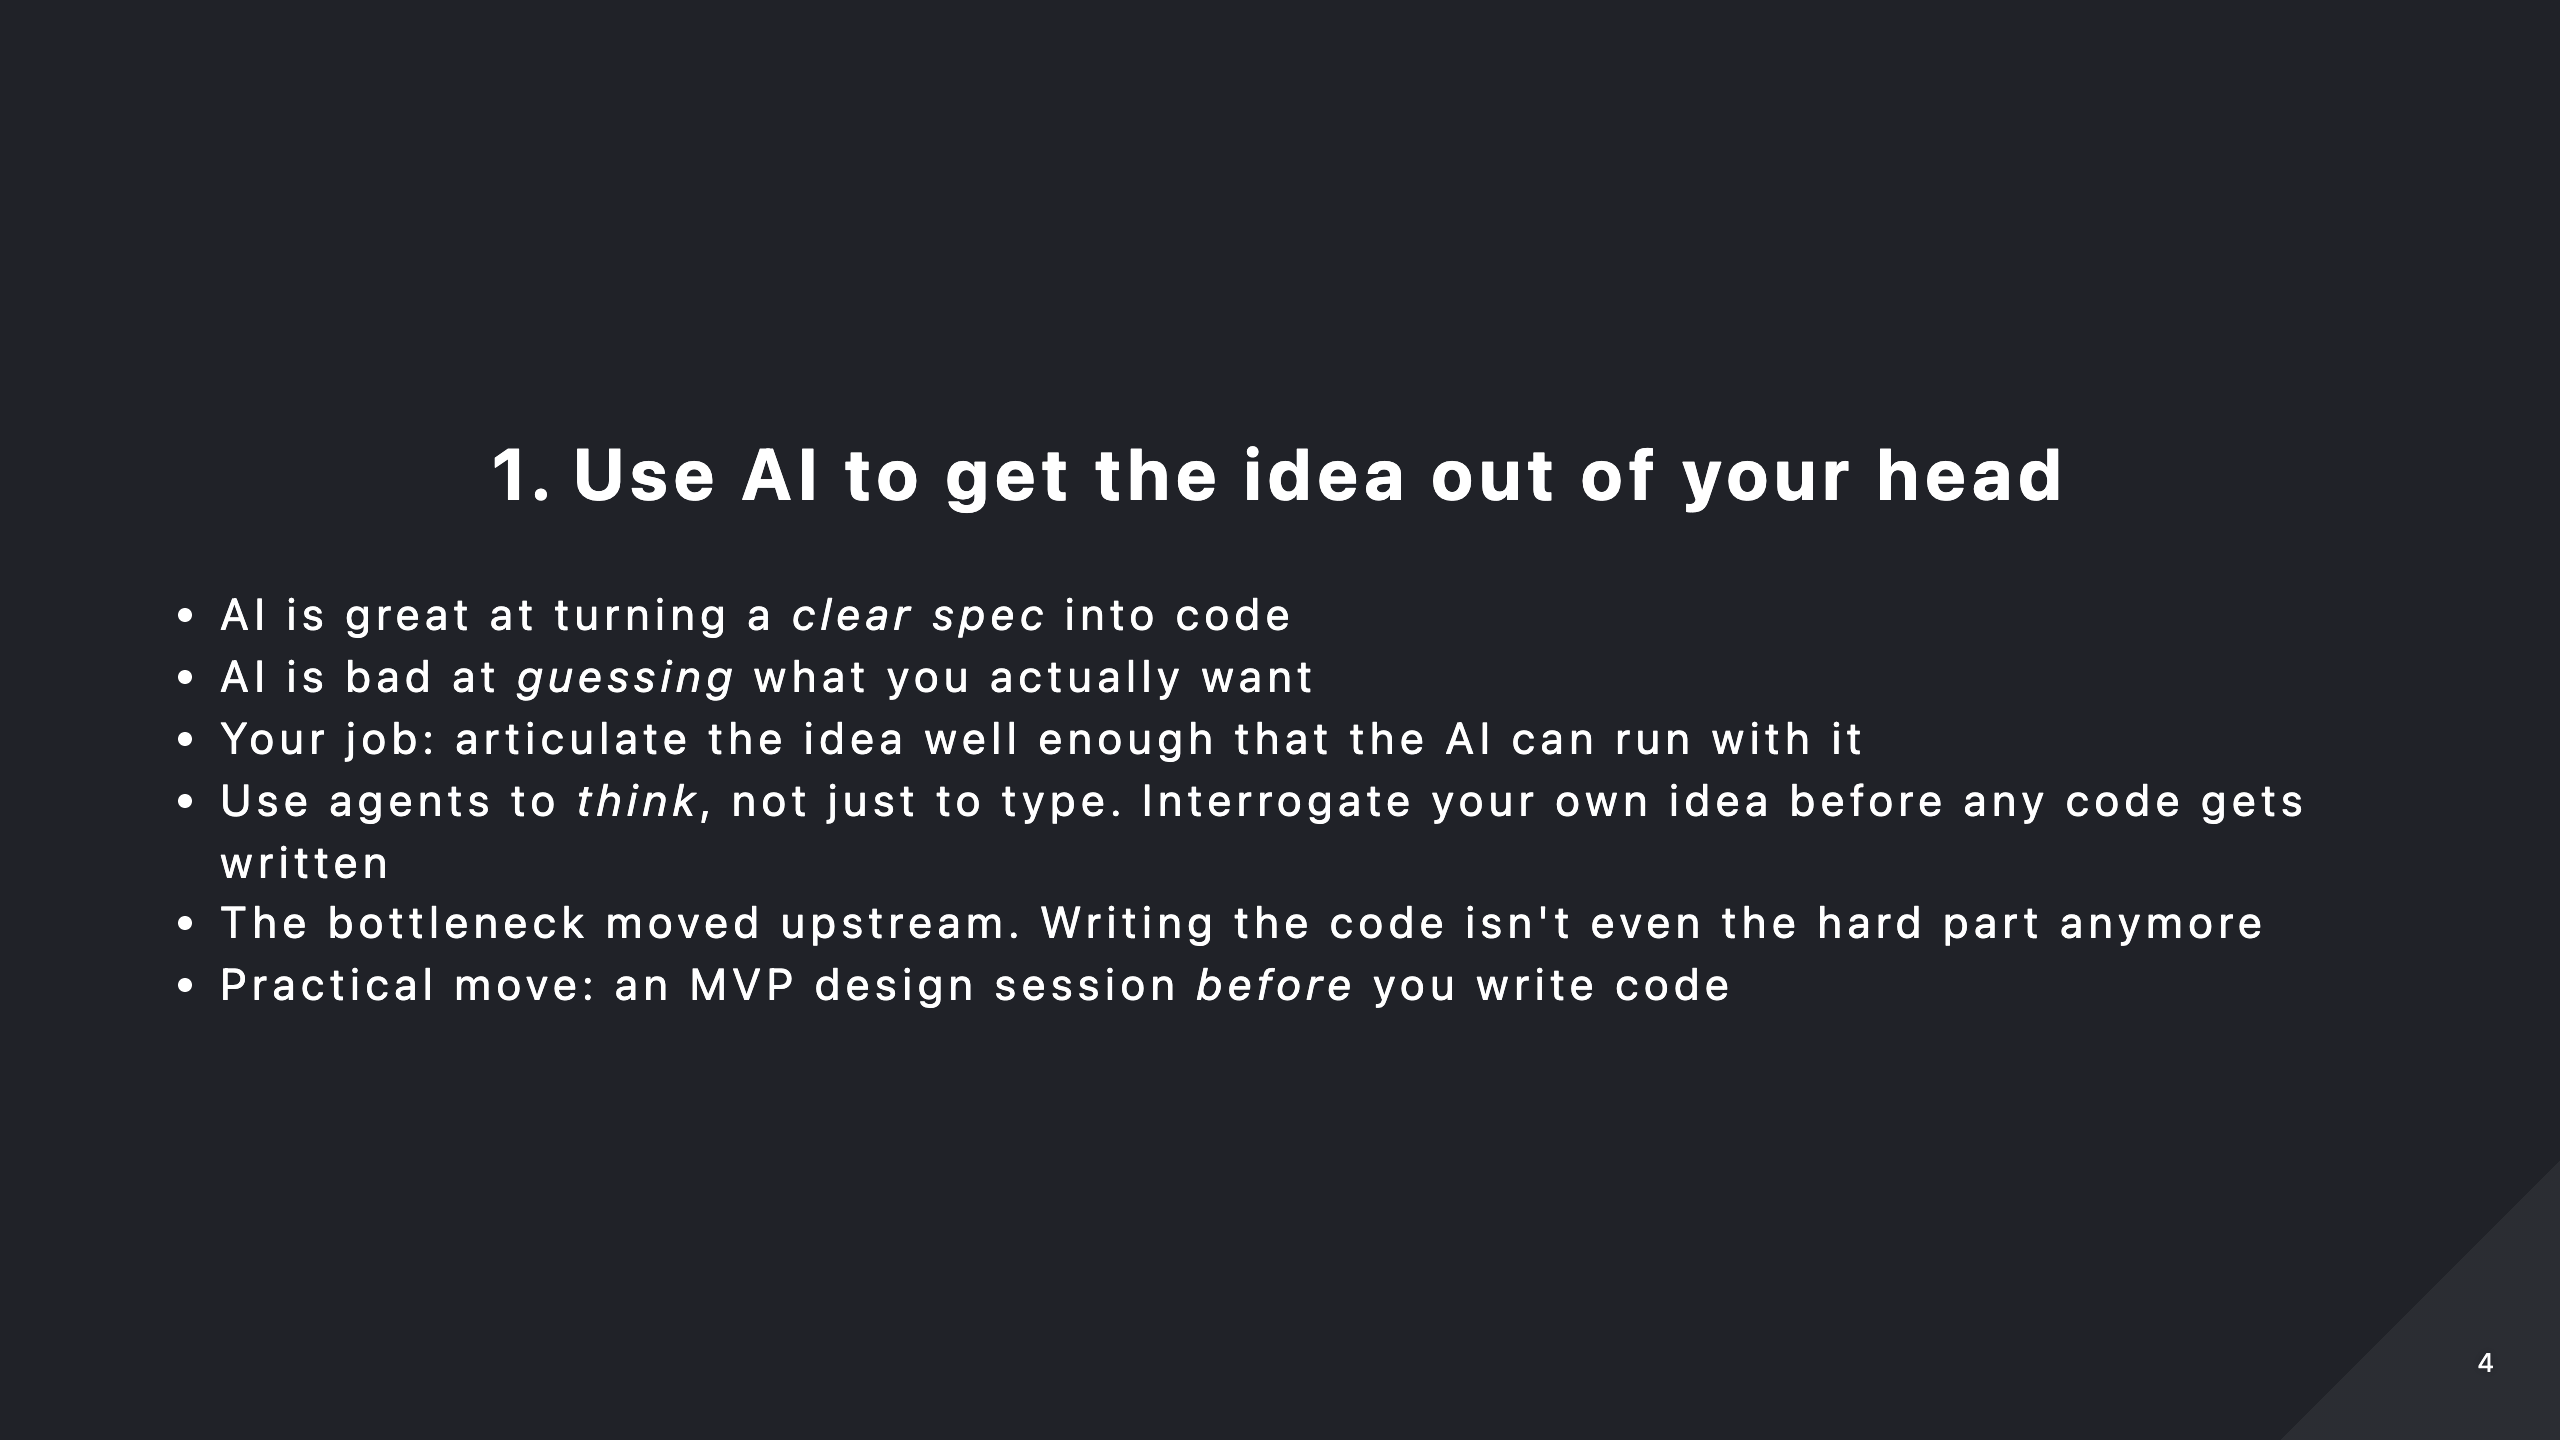 1. Use AI to get the idea out of your head
• AI is great at turning a clear spec into code
• AI is bad at guessing what you actually want
• Your job: articulate the idea well enough that the AI can run with it
• Use agents to think, not just to type. Interrogate your own idea before any code gets
written
• The bottleneck moved upstream. Writing the code isn't even the hard part anymore
• Practical move: an MVP design session before you write code
4